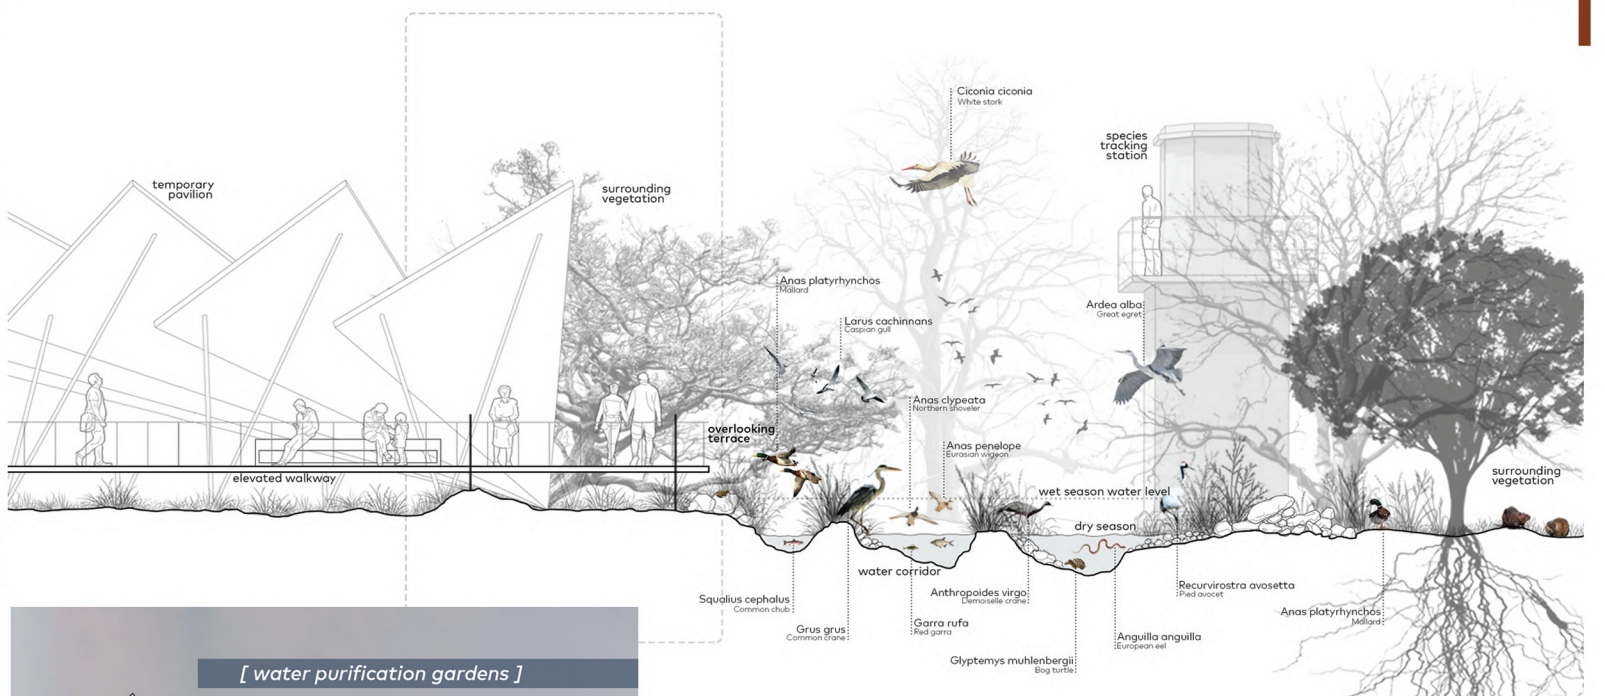 temporary
pavilion
surrounding
vegetation
Ciconia ciconia
White stork
species
tracking
station
Anas platyrhynchos
Mallard
Larus cachinnans
Caspian gull
Ardea alba
Great egret
Anas clypeata
Northern shoveler
overlooking
terrace
Anas penelope
Eurasian wigeon
elevated walkway
wet season water level
dry season
surrounding
vegetation
water corridor
Squalius cephalus
Common chub
Grus grus
Common crane
Anthropoides virgo
Demoiselle crane
Garra rufa
Red garra
Glyptemys muhlenbergii
Bog turtle
Anguilla anguilla
European eel
Recurvirostra avosetta
Pied avocet
Anas platyrhynchos
Mallard
[ water purification gardens ]